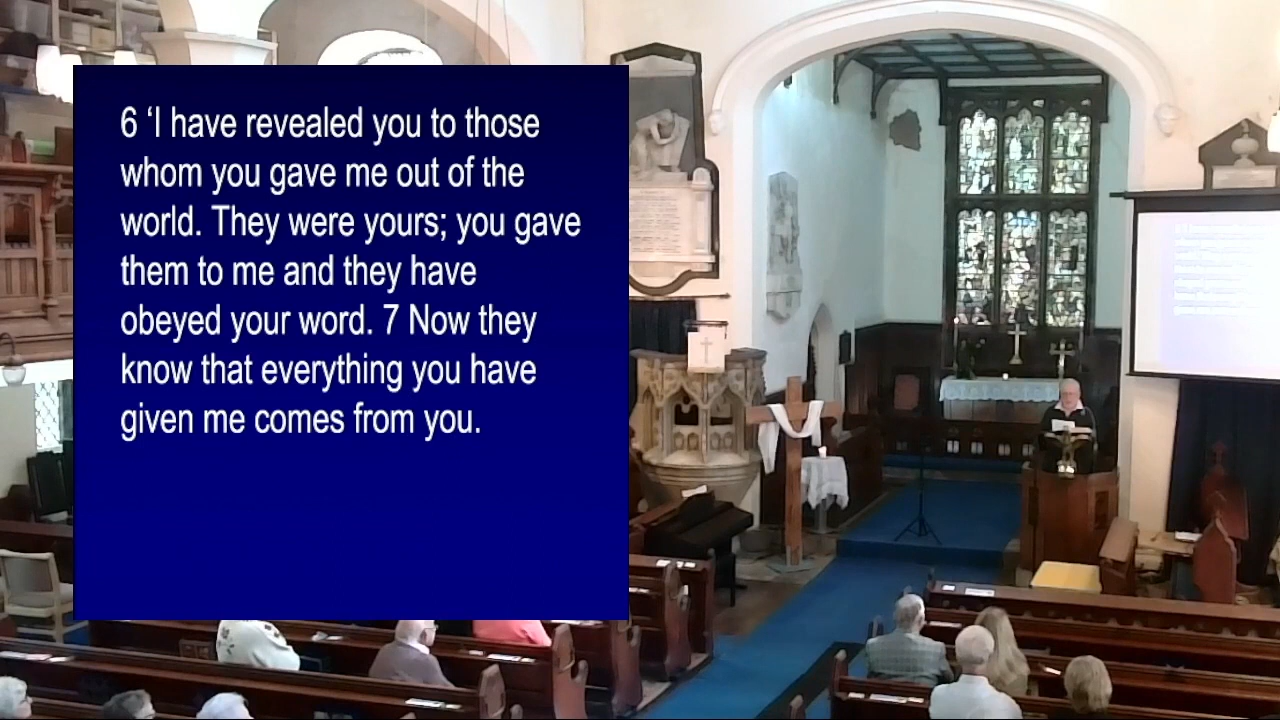 6 ‘I have revealed you to those
whom you gave me out of the
world. They were yours; you gave
them to me and they have
obeyed your word. 7 Now they
know that everything you have
given me comes from you.